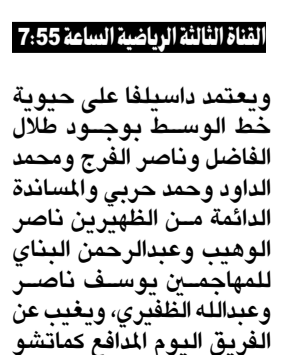 القناة الثالثة الرياضية الساعة 7:55
ويعتمد داسيلفا على حيوية
خط الوسط بوجود طلال
الفاضل وناصر الفرج ومحمد
الداود وحمد حربي والمساندة
الدائمة من الظهيرين ناصر
الوهيب وعبدالرحمن البناي
للمهاجمين يوسف ناصر
وعبدالله الظفيري، ويغيب عن
الفريق اليوم المدافع كماتشو